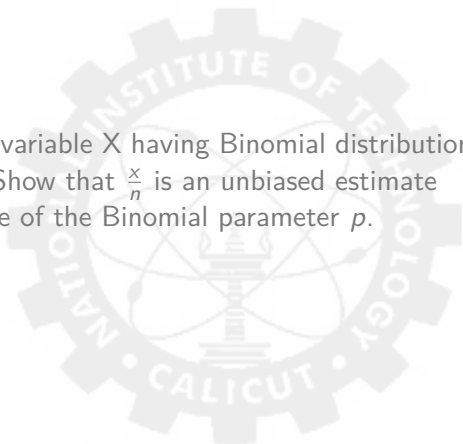 variable X having Binomial distribution
Show that \frac{x}{n} is an unbiased estimate
e of the Binomial parameter p.
NATIONAL INSTITUTE OF TECHNOLOGY
• CALICUT •